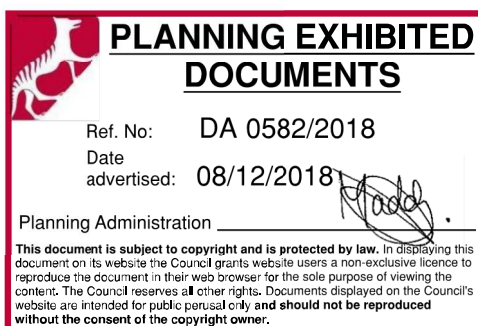 PLANNING EXHIBITED
DOCUMENTS
Ref. No: DA 0582/2018
Date
advertised: 08/12/2018
Planning Administration
This document is subject to copyright and is protected by law. In displaying this
document on its website the Council grants website users a non-exclusive licence to
reproduce the document in their web browser for the sole purpose of viewing the
content. The Council reserves all other rights. Documents displayed on the Council's
website are intended for public perusal only and should not be reproduced
without the consent of the copyright owner.